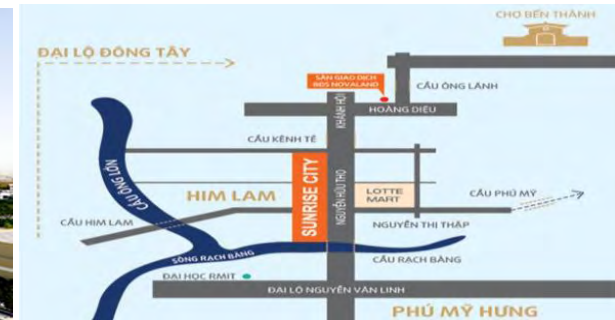 CHỢ BẾN THÀNH
ĐẠI LỘ ĐÔNG TÂY
SÀN GIAO DỊCH
BĐS NOVALAND
CẦU ÔNG LÃNH
KHÁNH HỘI
HOÀNG DIỆU
CẦU KÊNH TẺ
CẦU ÔNG LỚN
HIM LAM
SUNRISE CITY
NGUYỄN HỮU THỌ
LOTTE
MART
CẦU PHÚ MỸ
CẦU HIM LAM
NGUYỄN THỊ THẬP
SÔNG RẠCH BÀNG
CẦU RẠCH BÀNG
ĐẠI HỌC RMIT
ĐẠI LỘ NGUYỄN VĂN LINH
PHÚ MỸ HƯNG